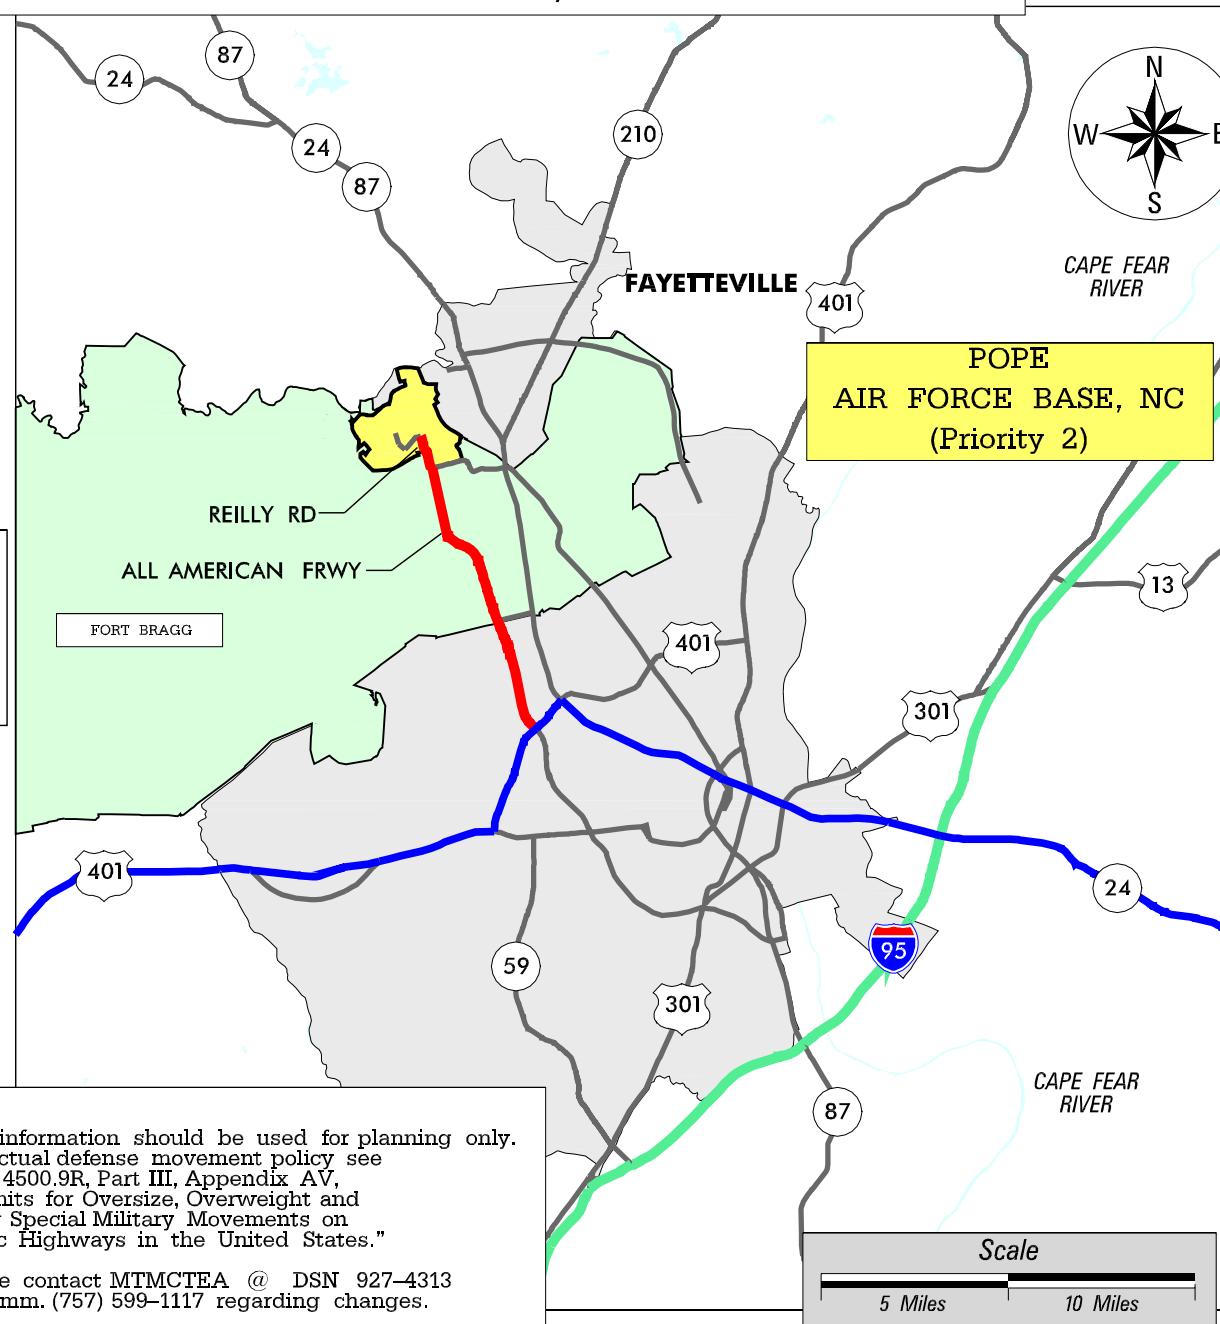 87
24
N
210
24
W
E
87
S
CAPE FEAR
RIVER
FAYETTEVILLE
401
POPE
AIR FORCE BASE, NC
(Priority 2)
REILLY RD
ALL AMERICAN FRWY
13
FORT BRAGG
401
301
401
24
95
59
301
CAPE FEAR
RIVER
87
information should be used for planning only.
ctual defense movement policy see
4500.9R, Part III, Appendix AV,
nits for Oversize, Overweight and
Special Military Movements on
c Highways in the United States.”
e contact MTMCTEA @ DSN 927–4313
mm. (757) 599–1117 regarding changes.
Scale
5 Miles 10 Miles